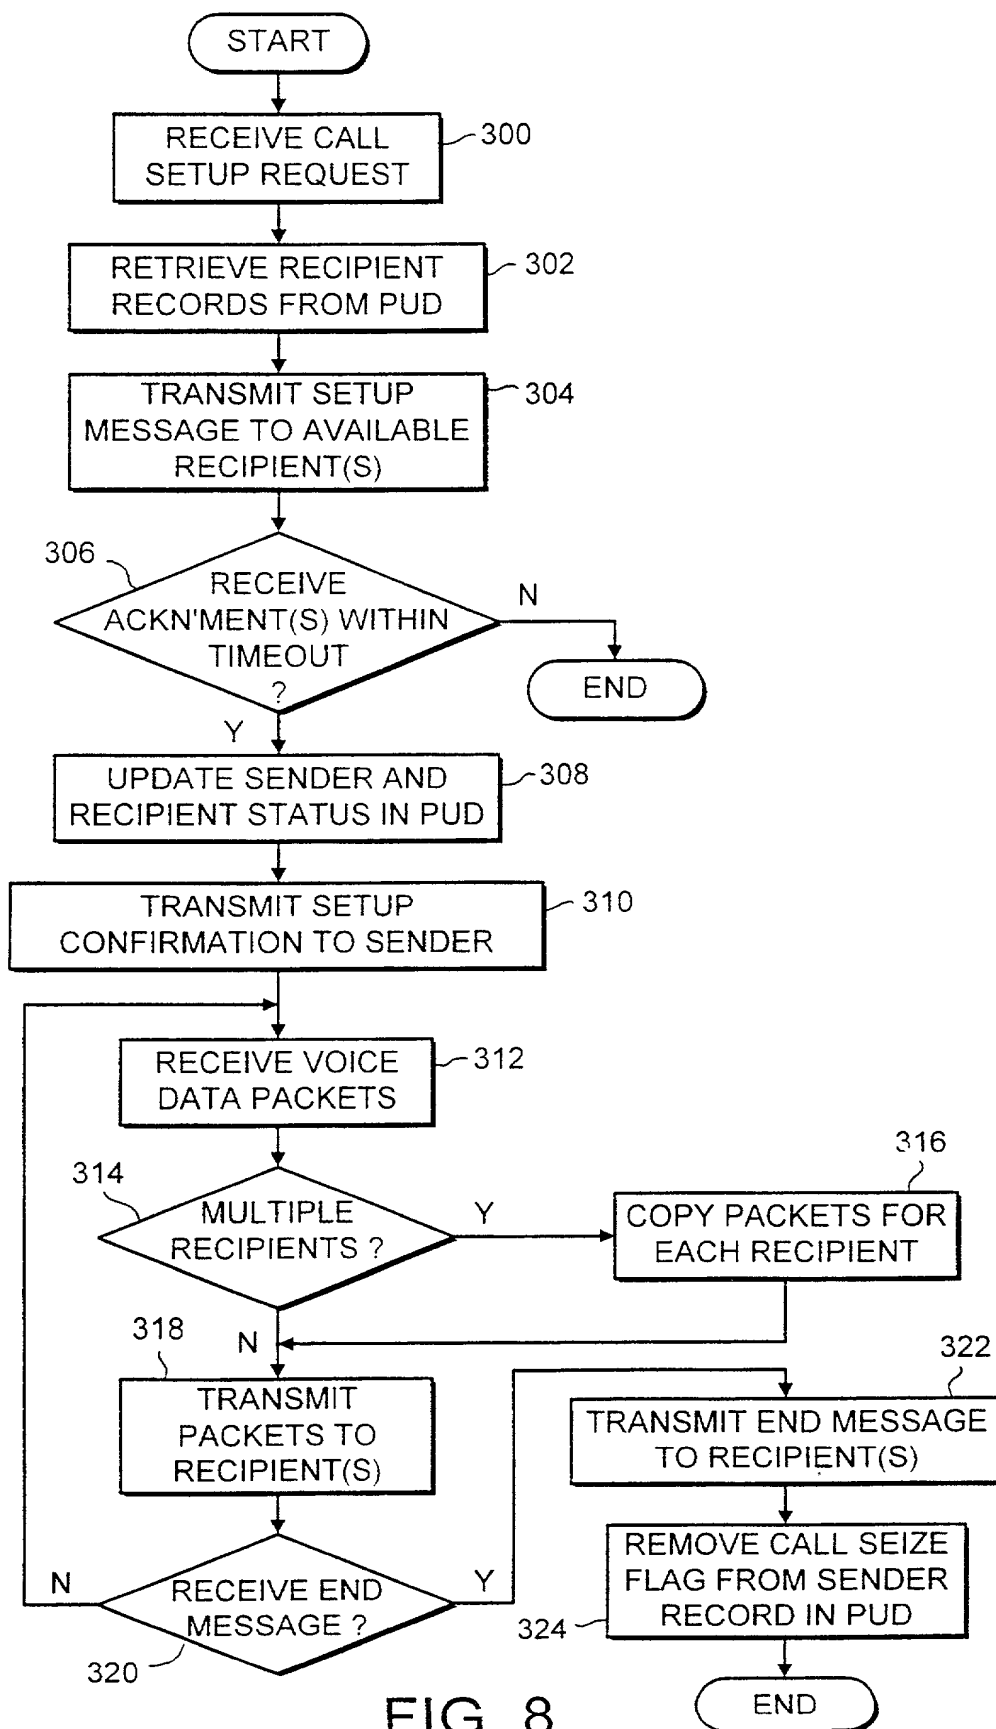 START
RECEIVE CALL
SETUP REQUEST
300
RETRIEVE RECIPIENT
RECORDS FROM PUD
302
TRANSMIT SETUP
MESSAGE TO AVAILABLE
RECIPIENT(S)
304
306
RECEIVE
ACKN'MENT(S) WITHIN
TIMEOUT
?
N
END
Y
UPDATE SENDER AND
RECIPIENT STATUS IN PUD
308
TRANSMIT SETUP
CONFIRMATION TO SENDER
310
RECEIVE VOICE
DATA PACKETS
312
314
MULTIPLE
RECIPIENTS ?
Y
316
COPY PACKETS FOR
EACH RECIPIENT
N
318
TRANSMIT
PACKETS TO
RECIPIENT(S)
322
TRANSMIT END MESSAGE
TO RECIPIENT(S)
N
RECEIVE END
MESSAGE ?
Y
320
REMOVE CALL SEIZE
FLAG FROM SENDER
RECORD IN PUD
324
END
FIG. 8